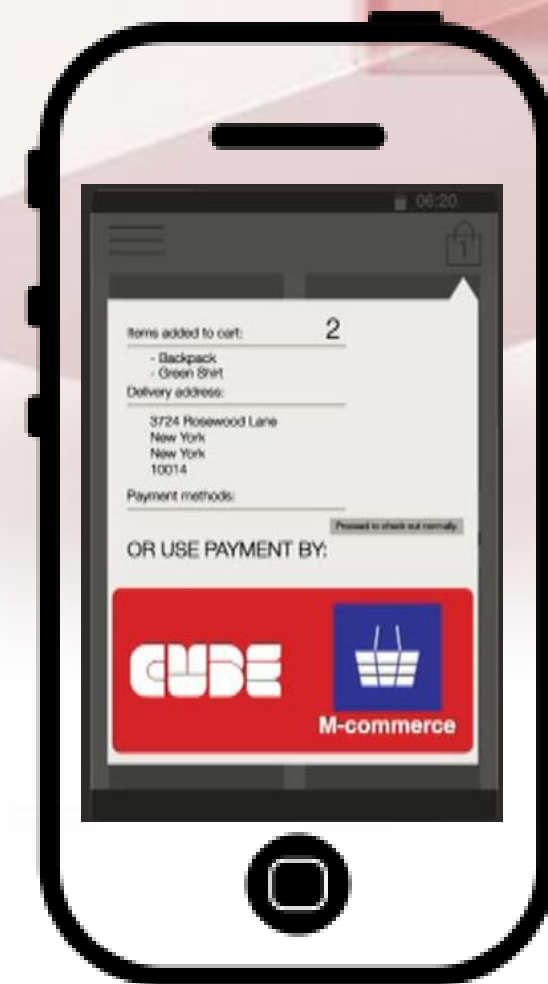 06:20
1
Items added to cart: 2
- Backpack
- Green Shirt
Delivery address:
3724 Rosewood Lane
New York
New York
10014
Payment methods:
Proceed to check out normally.
OR USE PAYMENT BY:
CUBE
M-commerce